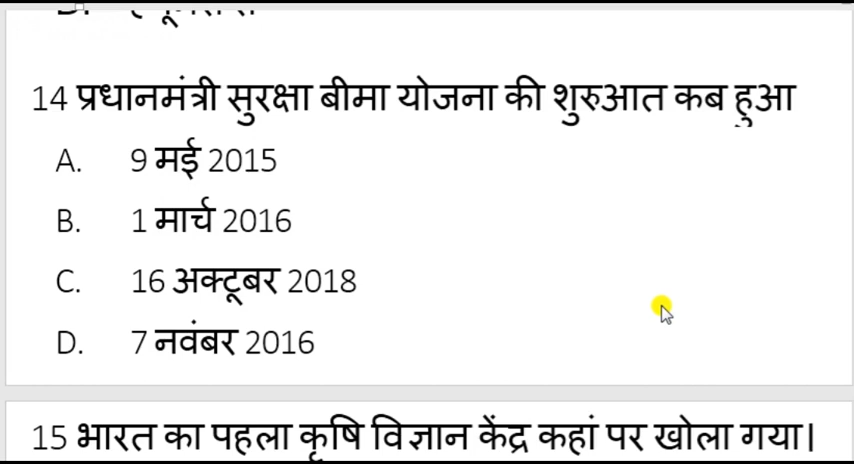 14 प्रधानमंत्री सुरक्षा बीमा योजना की शुरुआत कब हुआ
A. 9 मई 2015
B. 1 मार्च 2016
C. 16 अक्टूबर 2018
D. 7 नवंबर 2016
15 भारत का पहला कृषि विज्ञान केंद्र कहां पर खोला गया।